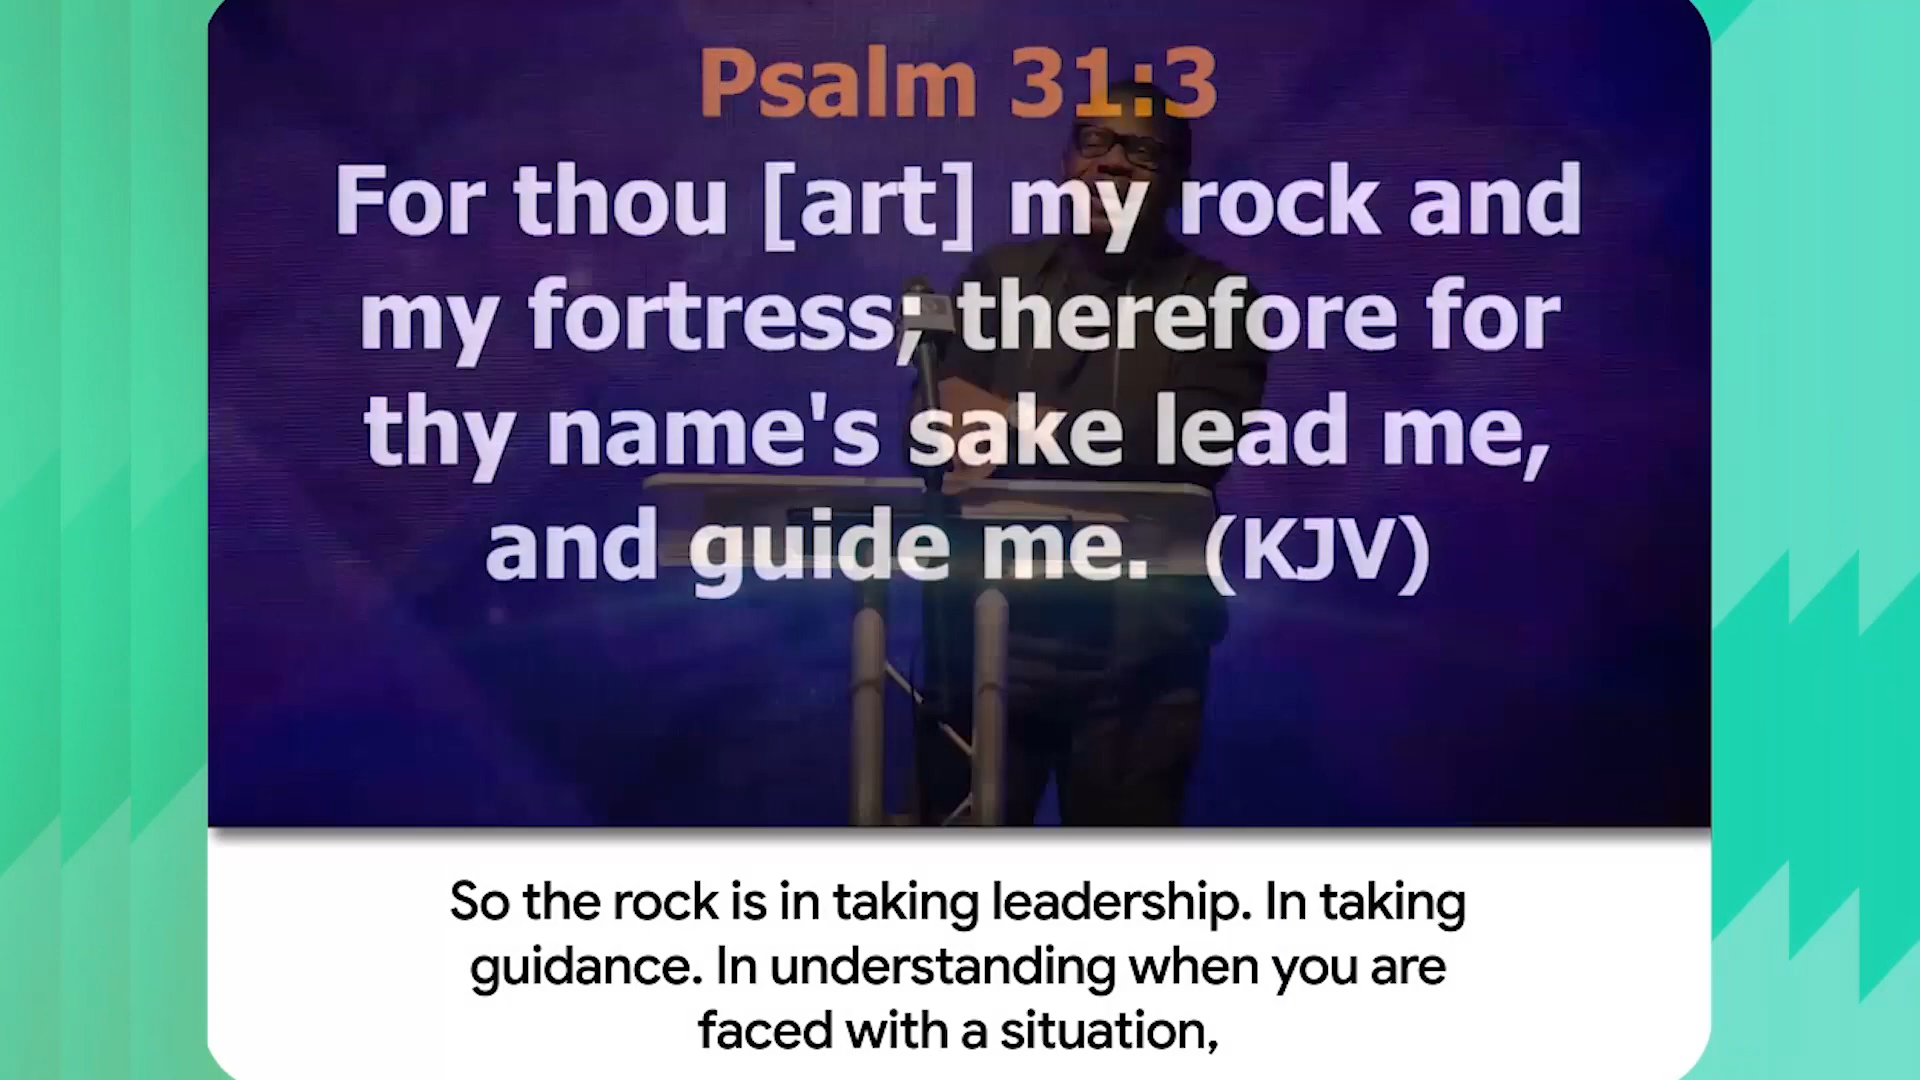 Psalm 31:3
For thou [art] my rock and
my fortress; therefore for
thy name's sake lead me,
and guide me. (KJV)
So the rock is in taking leadership. In taking
guidance. In understanding when you are
faced with a situation,